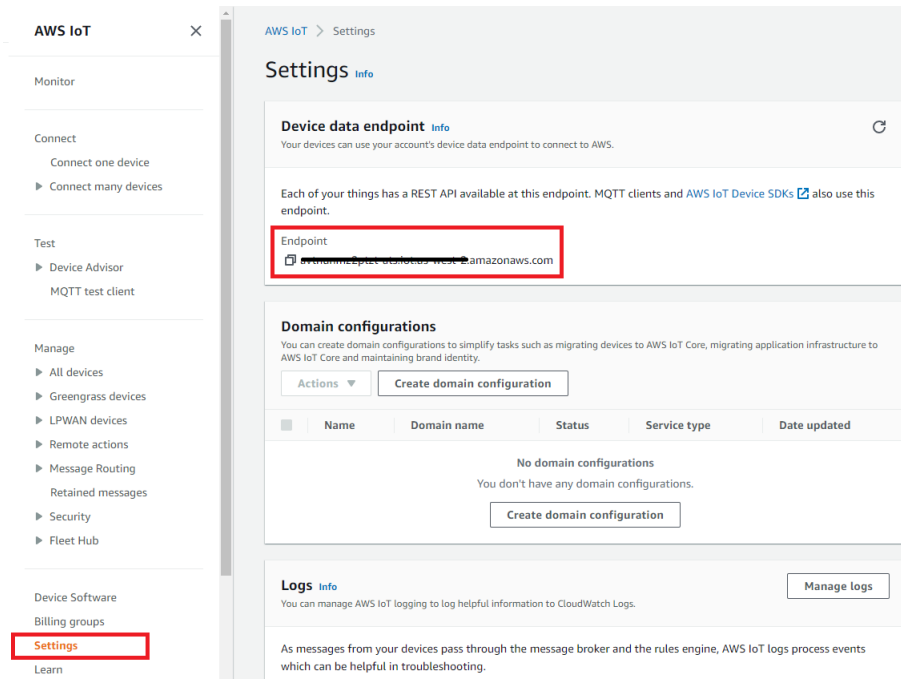 AWS IoT
Monitor
Connect
Connect one device
Connect many devices
Test
Device Advisor
MQTT test client
Manage
All devices
Greengrass devices
LPWAN devices
Remote actions
Message Routing
Retained messages
Security
Fleet Hub
Device Software
Billing groups
Settings
Learn
AWS IoT > Settings
Settings Info
Device data endpoint Info
Your devices can use your account's device data endpoint to connect to AWS.
Each of your things has a REST API available at this endpoint. MQTT clients and AWS IoT Device SDKs also use this
endpoint.
Endpoint
.amazonaws.com
Domain configurations
You can create domain configurations to simplify tasks such as migrating devices to AWS IoT Core, migrating application infrastructure to
AWS IoT Core and maintaining brand identity.
Actions Create domain configuration
Name Domain name Status Service type Date updated
No domain configurations
You don't have any domain configurations.
Create domain configuration
Logs Info
Manage logs
You can manage AWS IoT logging to log helpful information to CloudWatch Logs.
As messages from your devices pass through the message broker and the rules engine, AWS IoT logs process events
which can be helpful in troubleshooting.